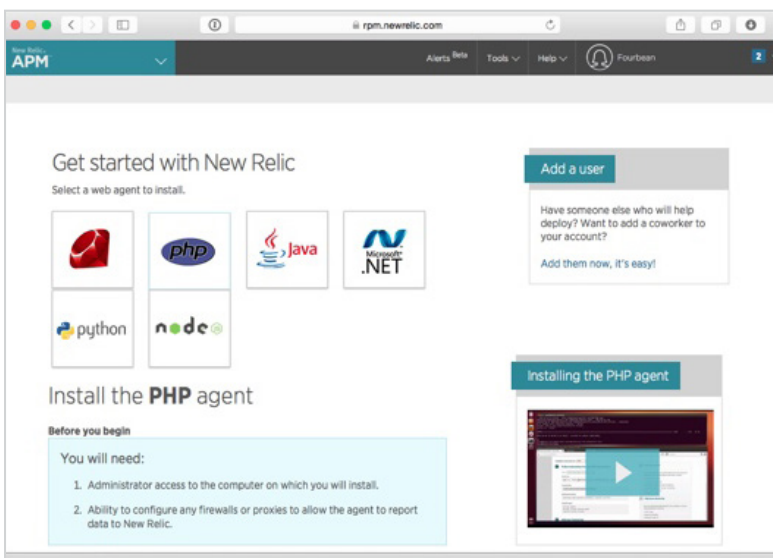 rpm.newrelic.com
New Relic
APM
Alerts Beta Tools Help Fourbean 2
Get started with New Relic
Select a web agent to install.
php
Java
Microsoft
.NET
python
node
JS
Add a user
Have someone else who will help
deploy? Want to add a coworker to
your account?
Add them now, it's easy!
Install the PHP agent
Before you begin
You will need:
1. Administrator access to the computer on which you will install.
2. Ability to configure any firewalls or proxies to allow the agent to report
data to New Relic.
Installing the PHP agent